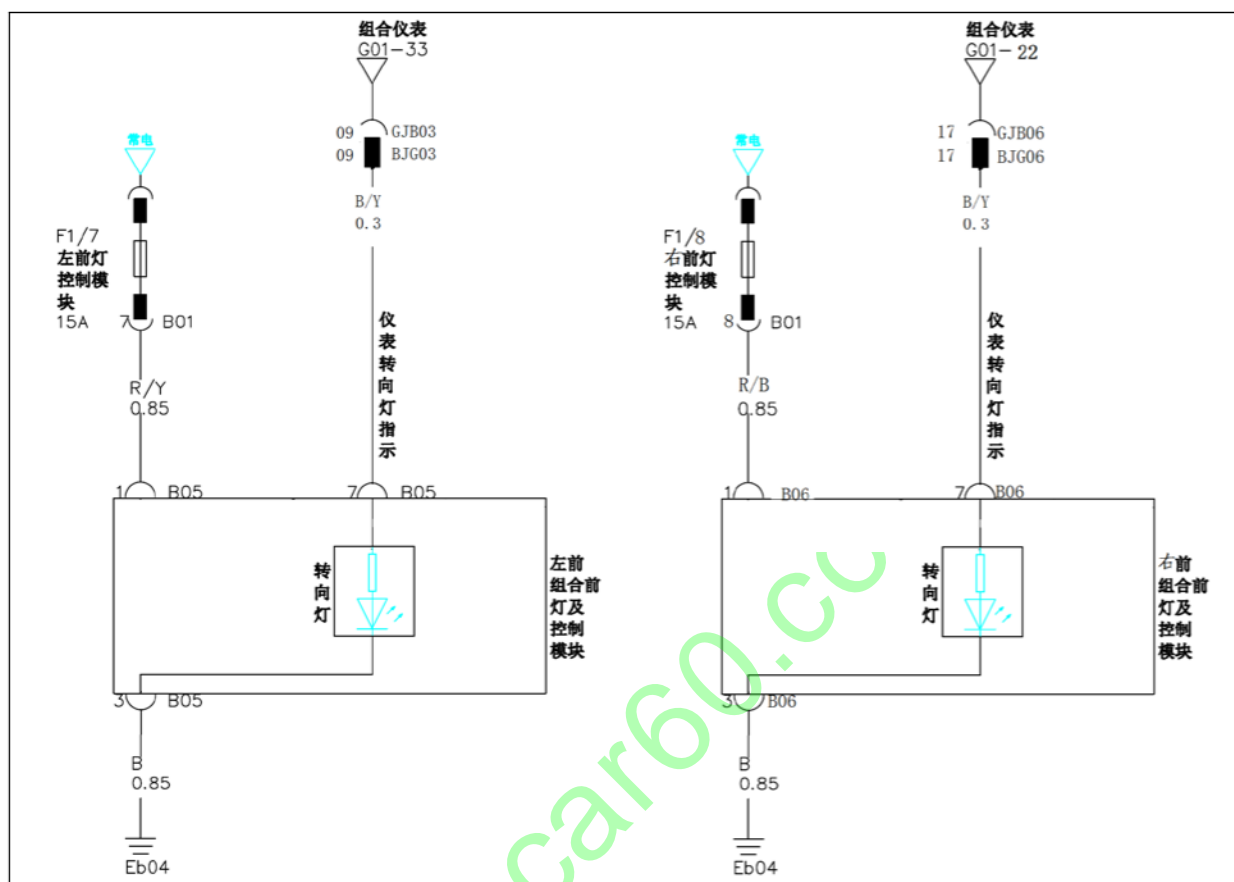 组合仪表
G01-33
09 GJB03
09 BJG03
B/Y
0.3
常电
F1/7
左前灯
控制模
块
15A 7 B01
R/Y
0.85
仪表转向灯指示
1 B05
7 B05
转向灯
左前
组合前
灯及
控制
模块
3 B05
B
0.85
Eb04
组合仪表
G01-22
17 GJB06
17 BJG06
B/Y
0.3
常电
F1/8
右前灯
控制模
块
15A 8 B01
R/B
0.85
仪表转向灯指示
1 B06
7 B06
转向灯
右前
组合前
灯及
控制
模块
3 B06
B
0.85
Eb04
car60.cc